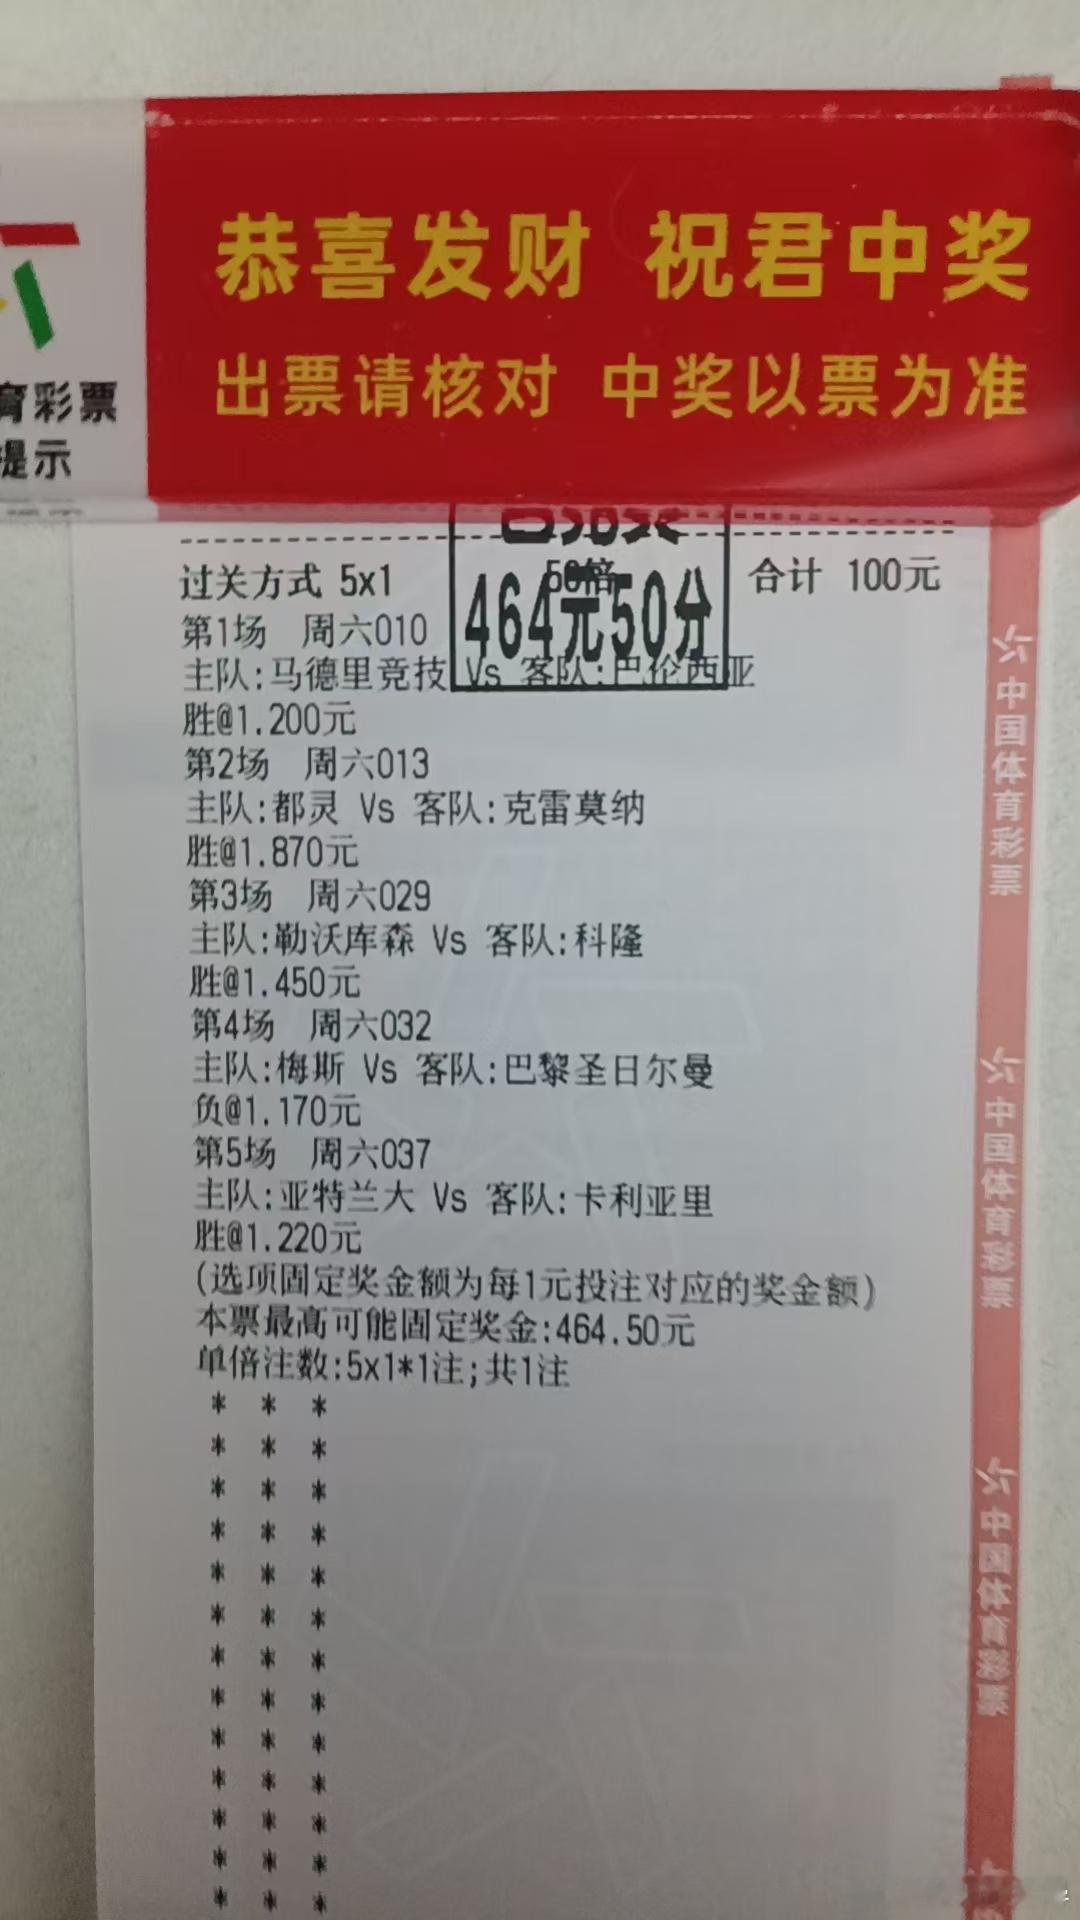 恭喜发财 祝君中奖
出票请核对 中奖以票为准
育彩票
提示
过关方式 5x1 50倍 合计 100元
464元50分
第1场 周六010
主队:马德里竞技 Vs 客队:巴伦西亚
胜@1.200元
第2场 周六013
主队:都灵 Vs 客队:克雷莫纳
胜@1.870元
第3场 周六029
主队:勒沃库森 Vs 客队:科隆
胜@1.450元
第4场 周六032
主队:梅斯 Vs 客队:巴黎圣日尔曼
负@1.170元
第5场 周六037
主队:亚特兰大 Vs 客队:卡利亚里
胜@1.220元
(选项固定奖金额为每1元投注对应的奖金额)
本票最高可能固定奖金:464.50元
单倍注数:5x1*1注;共1注
* * *
* * *
* * *
* * *
* * *
* * *
* * *
* * *
* * *
* * *
* * *
* * *
* * *
中国体育彩票
中国体育彩票
中国体育彩票